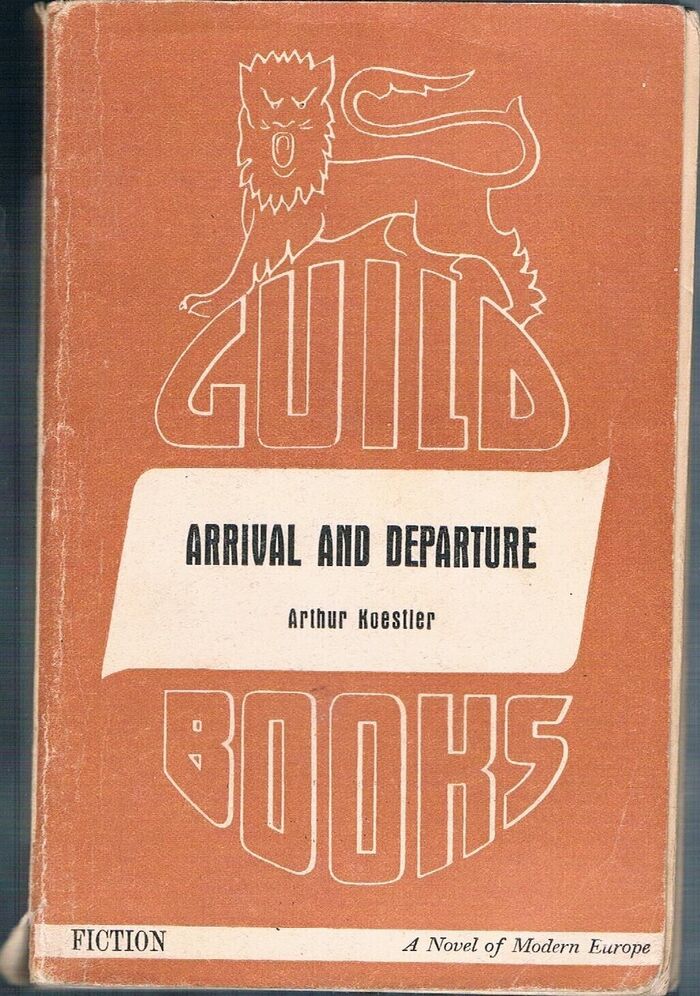 GUILD
ARRIVAL AND DEPARTURE
Arthur Koestler
BOOKS
FICTION
A Novel of Modern Europe